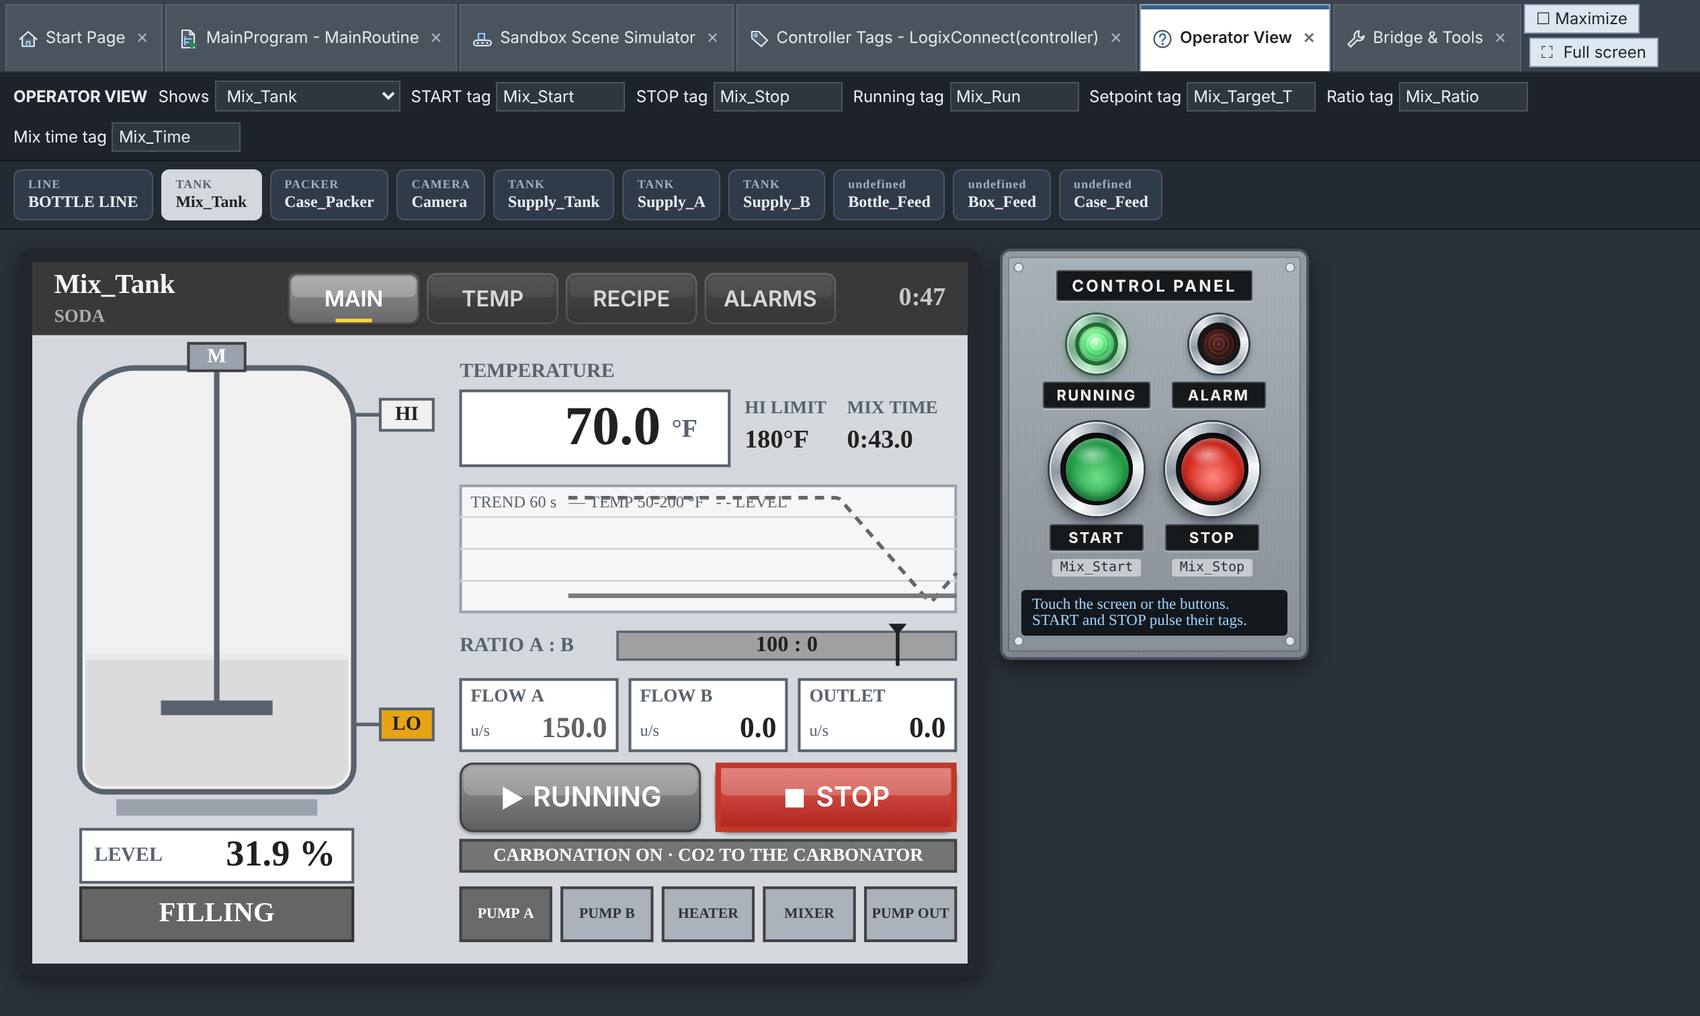 Start Page ×
MainProgram - MainRoutine ×
Sandbox Scene Simulator ×
Controller Tags - LogixConnect(controller) ×
Operator View ×
Bridge & Tools ×
Maximize
Full screen
OPERATOR VIEW Shows Mix_Tank START tag Mix_Start STOP tag Mix_Stop Running tag Mix_Run Setpoint tag Mix_Target_T Ratio tag Mix_Ratio
Mix time tag Mix_Time
LINE
BOTTLE LINE
TANK
Mix_Tank
PACKER
Case_Packer
CAMERA
Camera
TANK
Supply_Tank
TANK
Supply_A
TANK
Supply_B
undefined
Bottle_Feed
undefined
Box_Feed
undefined
Case_Feed
Mix_Tank
SODA
MAIN
TEMP
RECIPE
ALARMS
0:47
M
HI
LO
LEVEL 31.9 %
FILLING
TEMPERATURE
70.0 °F
HI LIMIT
180°F
MIX TIME
0:43.0
TREND 60 s — TEMP 50-200 °F - - LEVEL
RATIO A : B 100 : 0
FLOW A
u/s 150.0
FLOW B
u/s 0.0
OUTLET
u/s 0.0
▶ RUNNING
■ STOP
CARBONATION ON · CO2 TO THE CARBONATOR
PUMP A
PUMP B
HEATER
MIXER
PUMP OUT
CONTROL PANEL
RUNNING
ALARM
START
STOP
Mix_Start
Mix_Stop
Touch the screen or the buttons.
START and STOP pulse their tags.